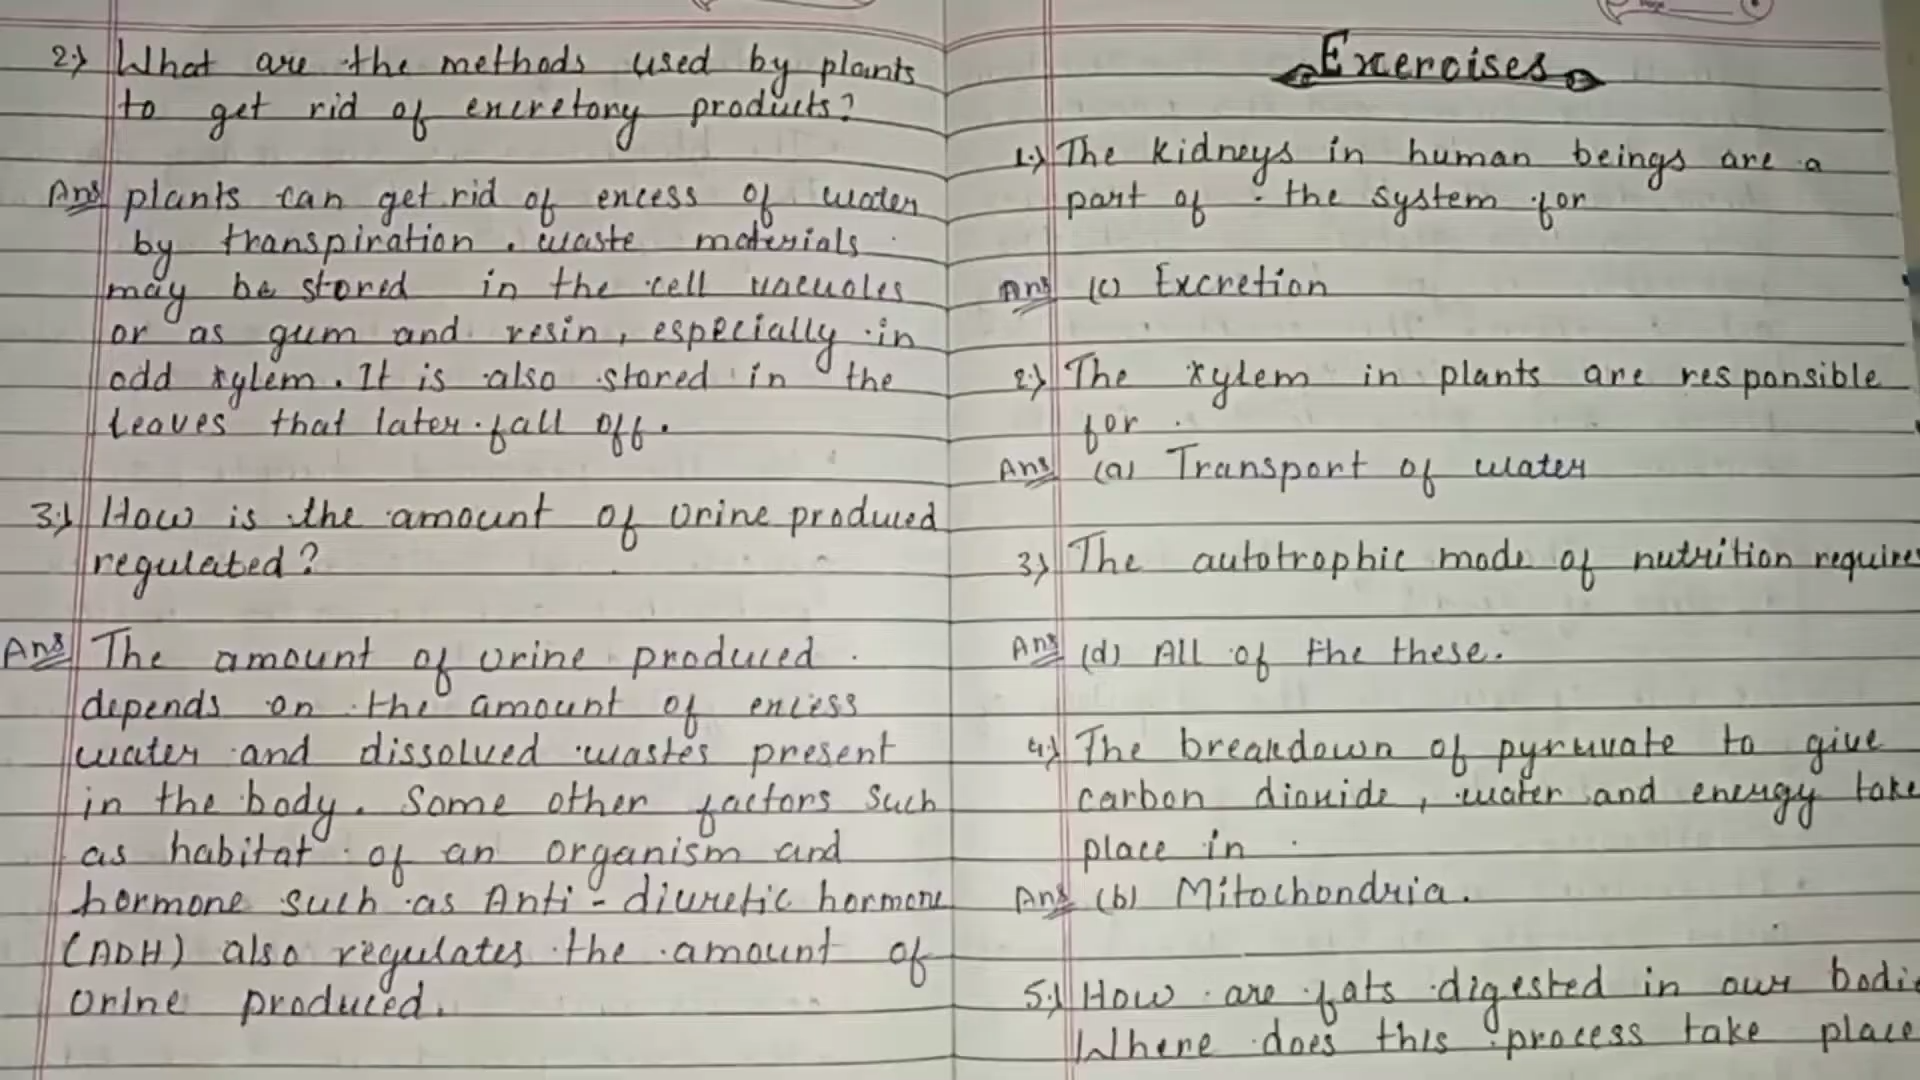 2.) What are the methods used by plants
to get rid of excretory products?
Ans plants can get rid of excess of water
by transpiration. waste materials
may be stored in the cell vacuoles
or as gum and resin, especially in
odd xylem. It is also stored in the
leaves that later fall off.
3.) How is the amount of Urine produced
regulated?
Ans The amount of urine produced
depends on the amount of excess
water and dissolved wastes present
in the body. Some other factors such
as habitat of an organism and
hormone such as Anti-diuretic hormone
(ADH) also regulates the amount of
Urine produced.
Exercises
1.) The kidneys in human beings are a
part of the system for
Ans (c) Excretion
2.) The xylem in plants are responsible
for
Ans (a) Transport of water
3.) The autotrophic mode of nutrition requires
Ans (d) All of the these.
4.) The breakdown of pyruvate to give
carbon dioxide, water and energy take
place in
Ans (b) Mitochondria.
5.) How are fats digested in our
Where does this process take place